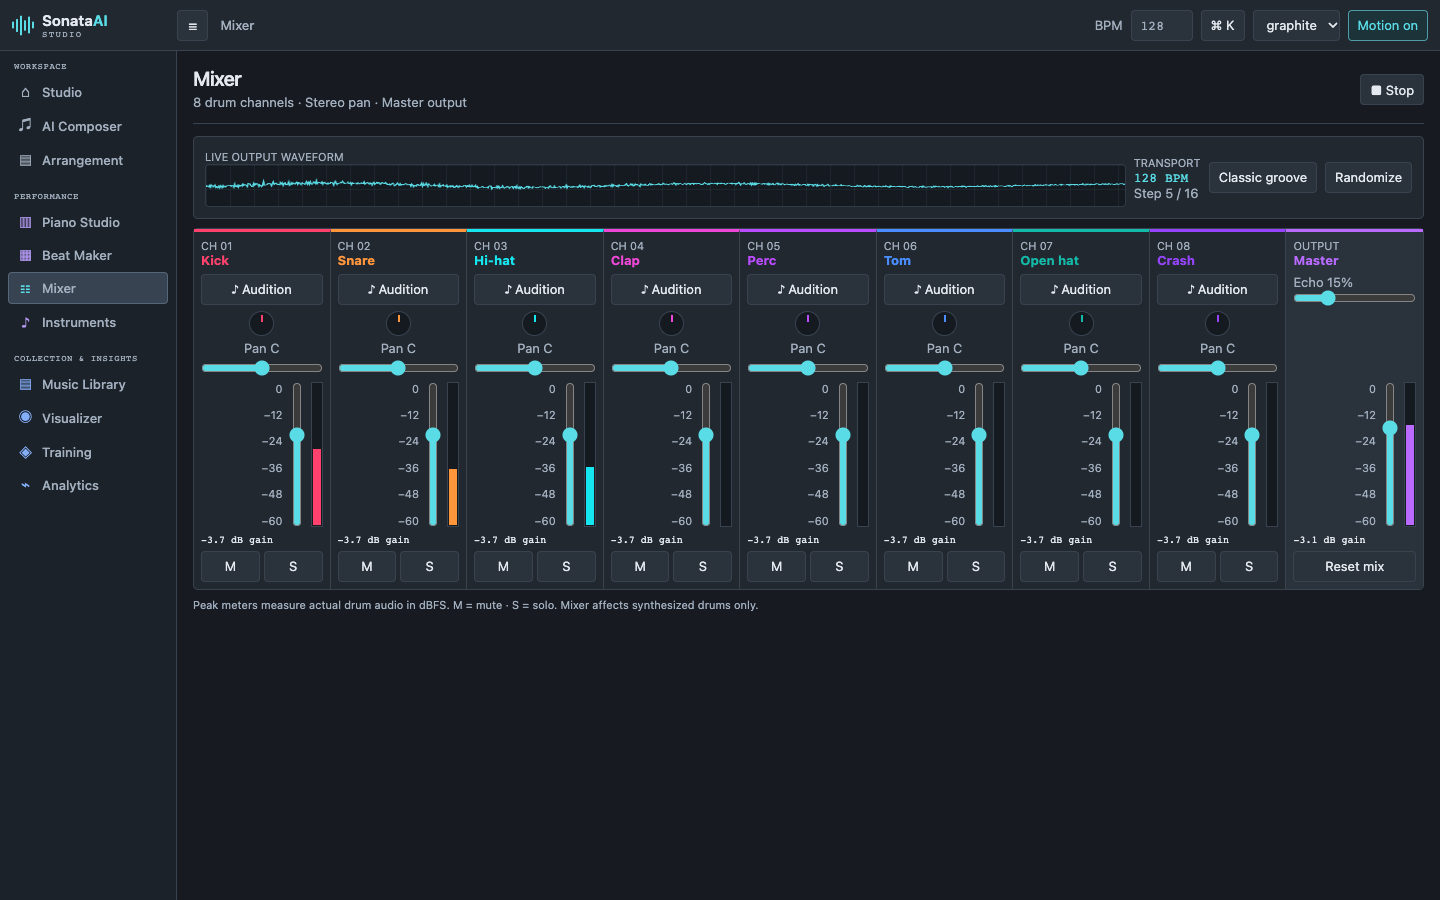 SonataAI
STUDIO
≡
Mixer
BPM
128
⌘ K
graphite
Motion on
WORKSPACE
Studio
AI Composer
Arrangement
PERFORMANCE
Piano Studio
Beat Maker
Mixer
Instruments
COLLECTION & INSIGHTS
Music Library
Visualizer
Training
Analytics
Mixer
8 drum channels · Stereo pan · Master output
Stop
LIVE OUTPUT WAVEFORM
TRANSPORT
128 BPM
Step 5 / 16
Classic groove
Randomize
CH 01
Kick
♪ Audition
Pan C
0
−12
−24
−36
−48
−60
−3.7 dB gain
M
S
CH 02
Snare
♪ Audition
Pan C
0
−12
−24
−36
−48
−60
−3.7 dB gain
M
S
CH 03
Hi-hat
♪ Audition
Pan C
0
−12
−24
−36
−48
−60
−3.7 dB gain
M
S
CH 04
Clap
♪ Audition
Pan C
0
−12
−24
−36
−48
−60
−3.7 dB gain
M
S
CH 05
Perc
♪ Audition
Pan C
0
−12
−24
−36
−48
−60
−3.7 dB gain
M
S
CH 06
Tom
♪ Audition
Pan C
0
−12
−24
−36
−48
−60
−3.7 dB gain
M
S
CH 07
Open hat
♪ Audition
Pan C
0
−12
−24
−36
−48
−60
−3.7 dB gain
M
S
CH 08
Crash
♪ Audition
Pan C
0
−12
−24
−36
−48
−60
−3.7 dB gain
M
S
OUTPUT
Master
Echo 15%
0
−12
−24
−36
−48
−60
−3.1 dB gain
Reset mix
Peak meters measure actual drum audio in dBFS. M = mute · S = solo. Mixer affects synthesized drums only.